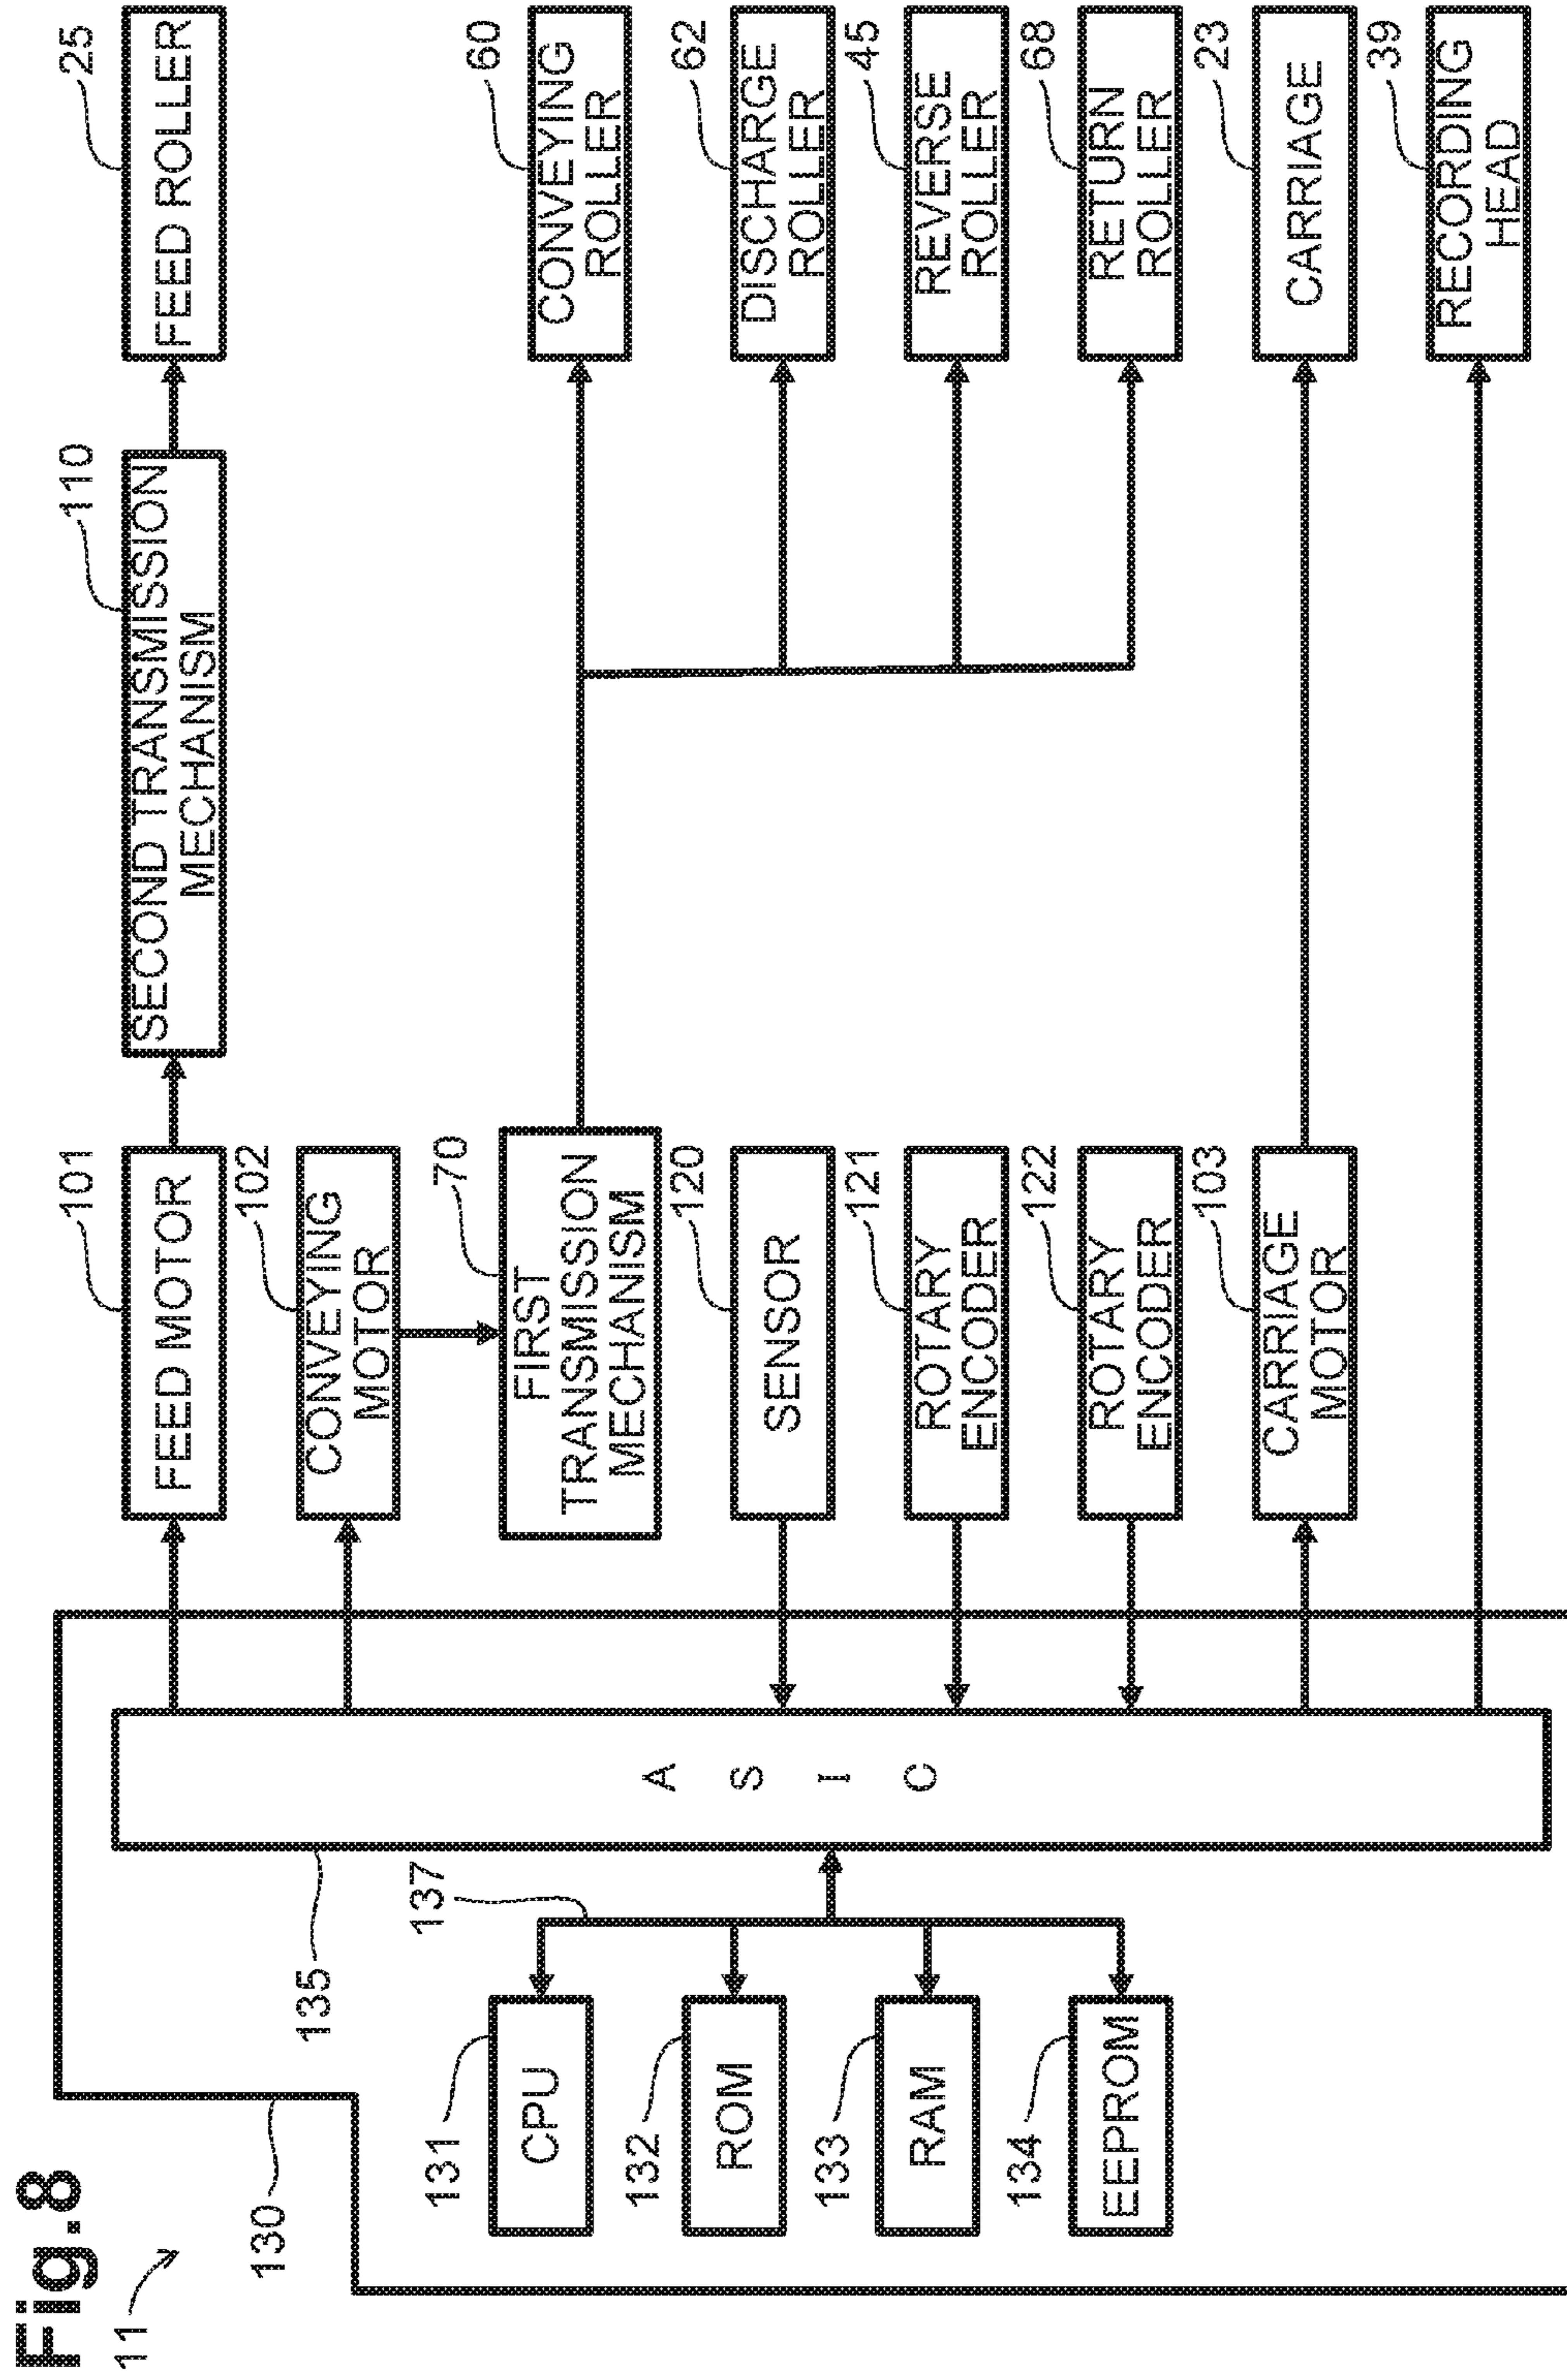 Fig.8
11
130
135
137
131
CPU
132
ROM
133
RAM
134
EEPROM
A S I C
101
FEED MOTOR
110
SECOND TRANSMISSION
MECHANISM
25
FEED ROLLER
102
CONVEYING
MOTOR
70
FIRST
TRANSMISSION
MECHANISM
60
CONVEYING
ROLLER
120
SENSOR
62
DISCHARGE
ROLLER
121
ROTARY
ENCODER
45
REVERSE
ROLLER
122
ROTARY
ENCODER
68
RETURN
ROLLER
103
CARRIAGE
MOTOR
23
CARRIAGE
39
RECORDING
HEAD